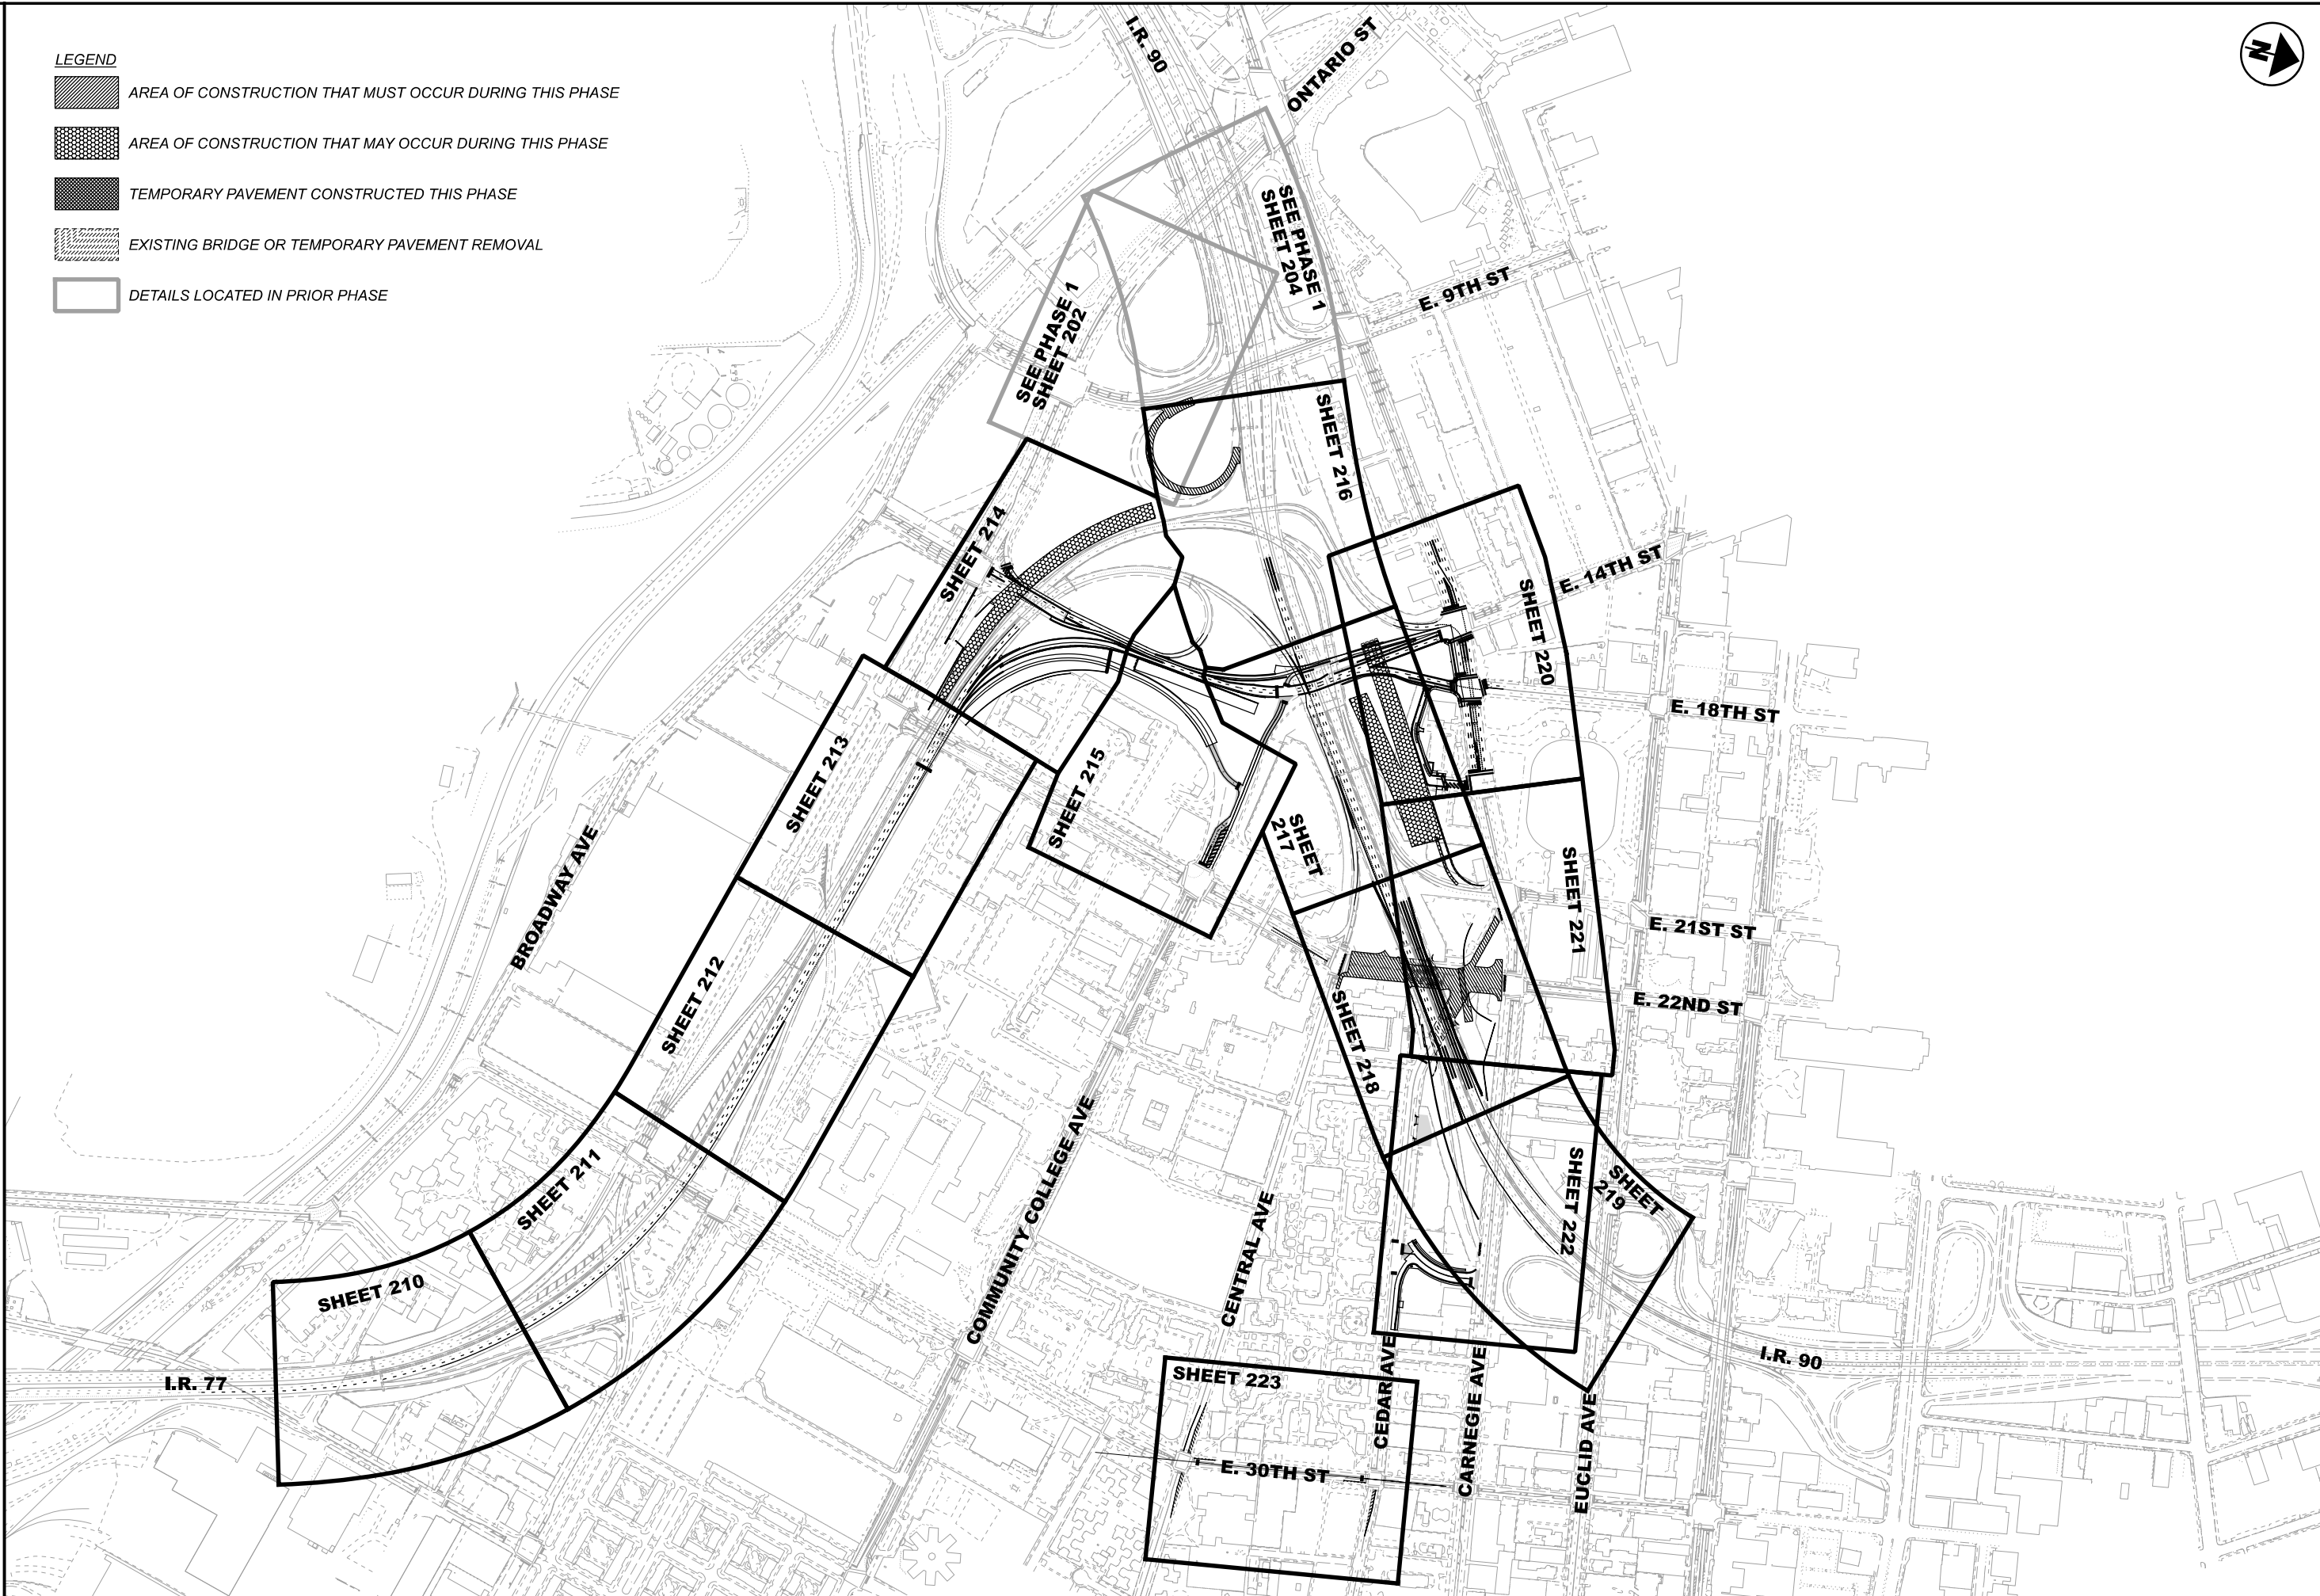 LEGEND
AREA OF CONSTRUCTION THAT MUST OCCUR DURING THIS PHASE
AREA OF CONSTRUCTION THAT MAY OCCUR DURING THIS PHASE
TEMPORARY PAVEMENT CONSTRUCTED THIS PHASE
EXISTING BRIDGE OR TEMPORARY PAVEMENT REMOVAL
DETAILS LOCATED IN PRIOR PHASE
N
I.R. 90
ONTARIO ST
SEE PHASE 1
SHEET 204
E. 9TH ST
SEE PHASE 1
SHEET 202
SHEET 216
SHEET 214
E. 14TH ST
SHEET 220
E. 18TH ST
SHEET 213
SHEET 215
SHEET
217
BROADWAY AVE
SHEET 221
E. 21ST ST
SHEET 212
E. 22ND ST
SHEET 218
COMMUNITY COLLEGE AVE
SHEET 211
SHEET 222
SHEET
219
CENTRAL AVE
SHEET 210
I.R. 77
I.R. 90
SHEET 223
CEDAR AVE
CARNEGIE AVE
EUCLID AVE
E. 30TH ST